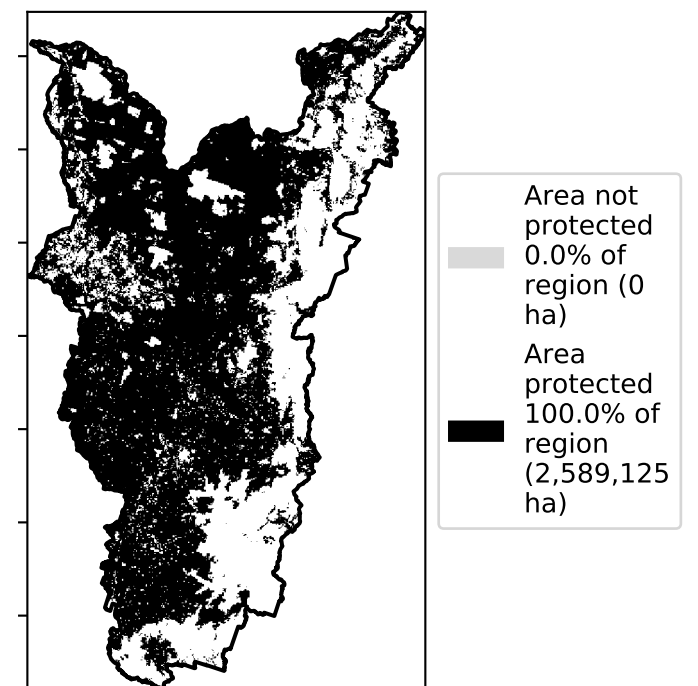 Area not
protected
0.0% of
region (0
ha)
Area
protected
100.0% of
region
(2,589,125
ha)